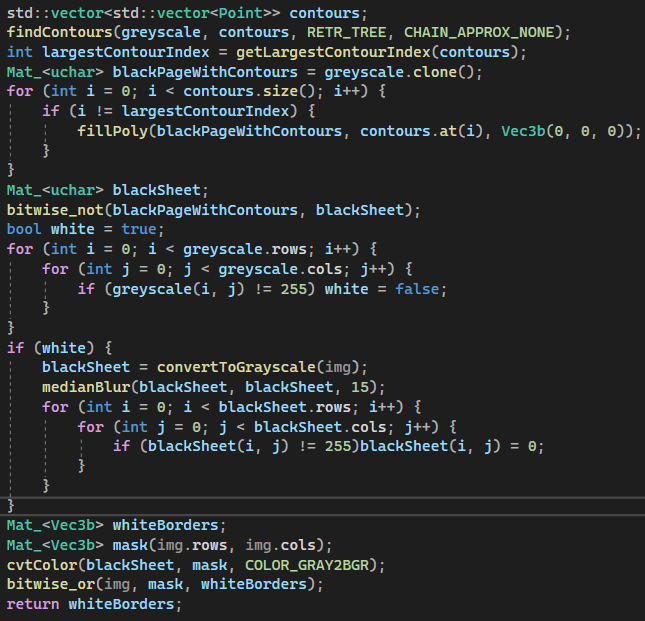 std::vector<std::vector<Point>> contours;
findContours(greyscale, contours, RETR_TREE, CHAIN_APPROX_NONE);
int largestContourIndex = getLargestContourIndex(contours);
Mat_<uchar> blackPageWithContours = greyscale.clone();
for (int i = 0; i < contours.size(); i++) {
    if (i != largestContourIndex) {
        fillPoly(blackPageWithContours, contours.at(i), Vec3b(0, 0, 0));
    }
}
Mat_<uchar> blackSheet;
bitwise_not(blackPageWithContours, blackSheet);
bool white = true;
for (int i = 0; i < greyscale.rows; i++) {
    for (int j = 0; j < greyscale.cols; j++) {
        if (greyscale(i, j) != 255) white = false;
    }
}
if (white) {
    blackSheet = convertToGrayscale(img);
    medianBlur(blackSheet, blackSheet, 15);
    for (int i = 0; i < blackSheet.rows; i++) {
        for (int j = 0; j < blackSheet.cols; j++) {
            if (blackSheet(i, j) != 255)blackSheet(i, j) = 0;
        }
    }
}
Mat_<Vec3b> whiteBorders;
Mat_<Vec3b> mask(img.rows, img.cols);
cvtColor(blackSheet, mask, COLOR_GRAY2BGR);
bitwise_or(img, mask, whiteBorders);
return whiteBorders;